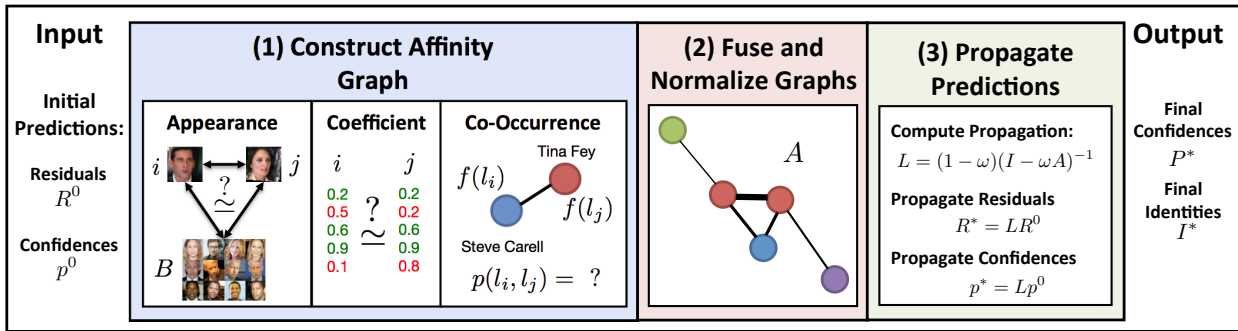 Input
Initial
Predictions:
Residuals
R^0
Confidences
p^0
(1) Construct Affinity
Graph
Appearance
i
j
?
≃
B
Coefficient
i
j
0.2
0.5
0.6
0.9
0.1
?
≃
0.2
0.2
0.6
0.9
0.8
Co-Occurrence
Tina Fey
f(l_i)
f(l_j)
Steve Carell
p(l_i, l_j) = ?
(2) Fuse and
Normalize Graphs
A
(3) Propagate
Predictions
Compute Propagation:
L = (1 − ω)(I − ωA)^{−1}
Propagate Residuals
R^* = LR^0
Propagate Confidences
p^* = Lp^0
Output
Final
Confidences
P^*
Final
Identities
I^*